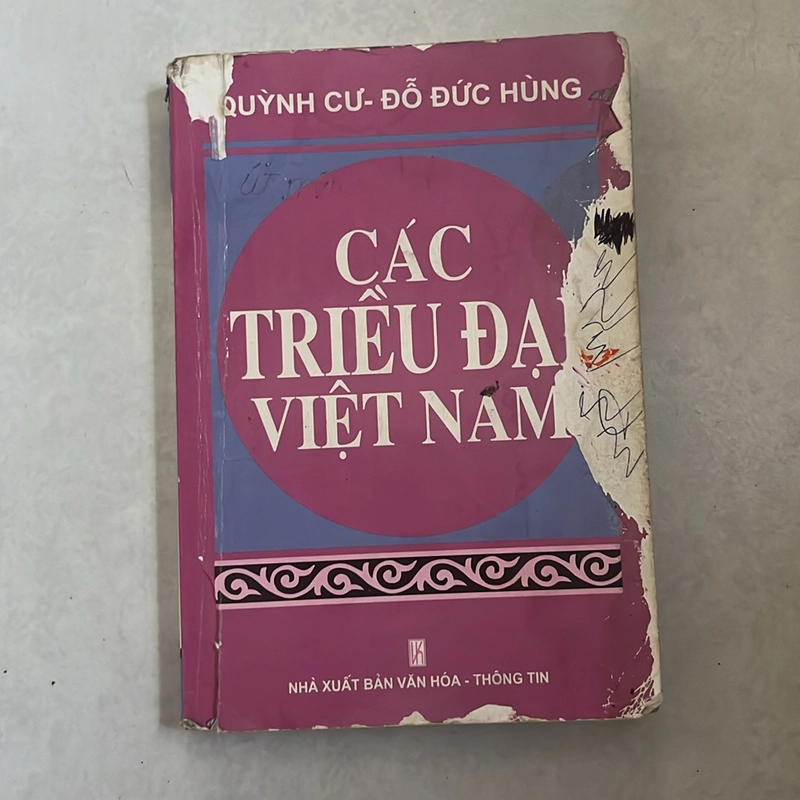 QUỲNH CƯ- ĐỖ ĐỨC HÙNG
CÁC
TRIỀU ĐẠI
VIỆT NAM
NHÀ XUẤT BẢN VĂN HÓA - THÔNG TIN